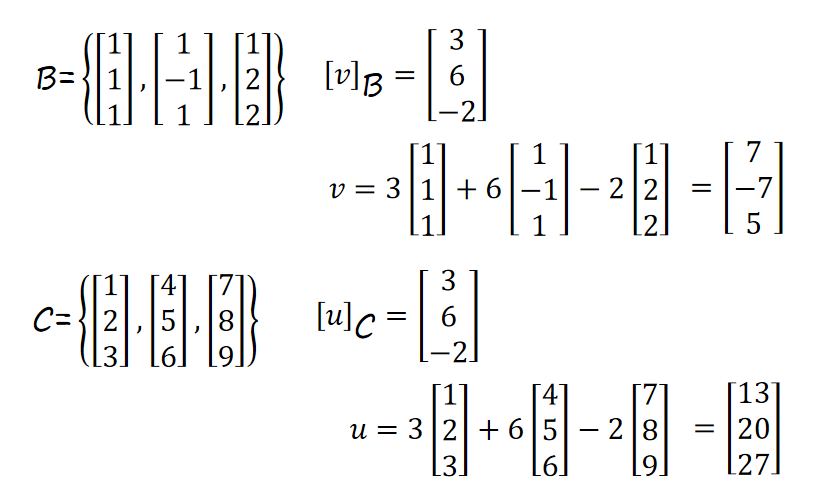 ℬ = { [1 1 1], [1 −1 1], [1 2 2] }   [v]ℬ = [3 6 −2]
v = 3 [1 1 1] + 6 [1 −1 1] − 2 [1 2 2] = [7 −7 5]
𝒞 = { [1 2 3], [4 5 6], [7 8 9] }   [u]𝒞 = [3 6 −2]
u = 3 [1 2 3] + 6 [4 5 6] − 2 [7 8 9] = [13 20 27]